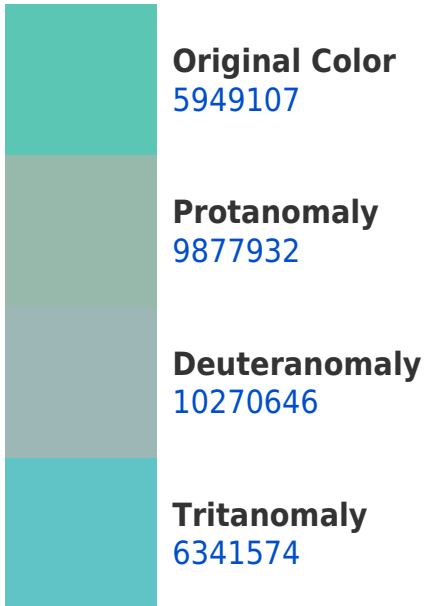 Original Color
5949107
Protanomaly
9877932
Deuteranomaly
10270646
Tritanomaly
6341574